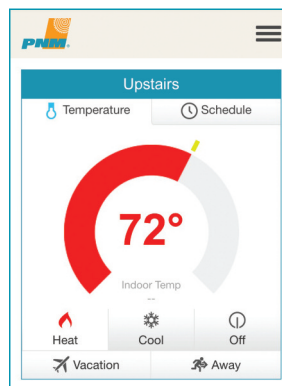 PNM.
Upstairs
Temperature Schedule
72°
Indoor Temp
--
Heat Cool Off
Vacation Away